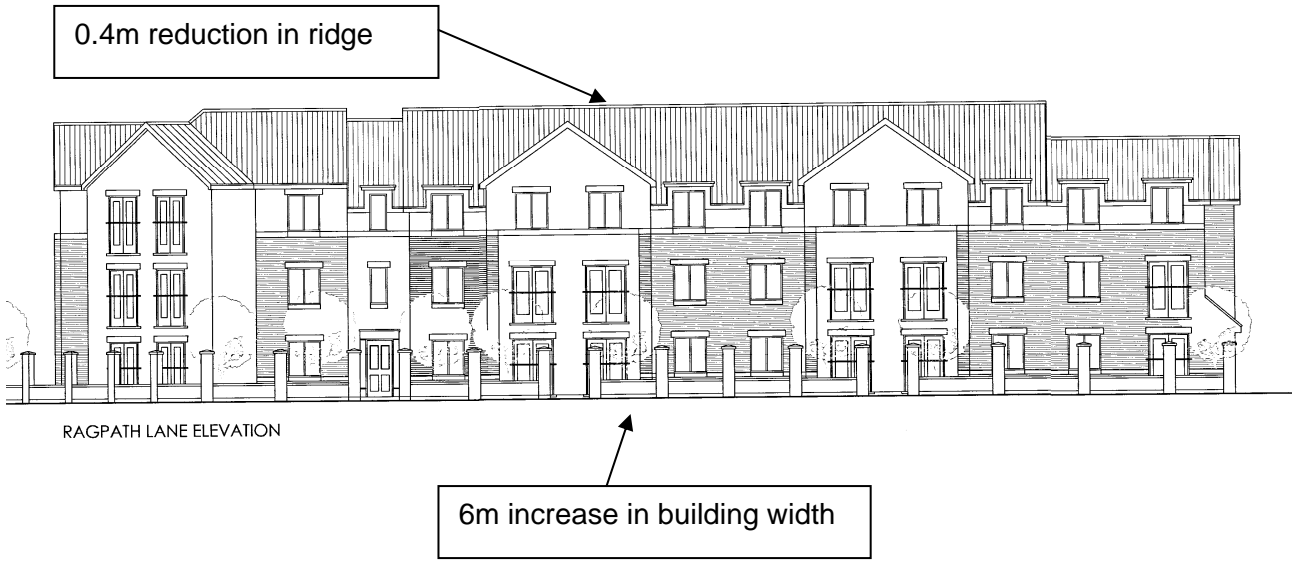 0.4m reduction in ridge
RAGPATH LANE ELEVATION
6m increase in building width